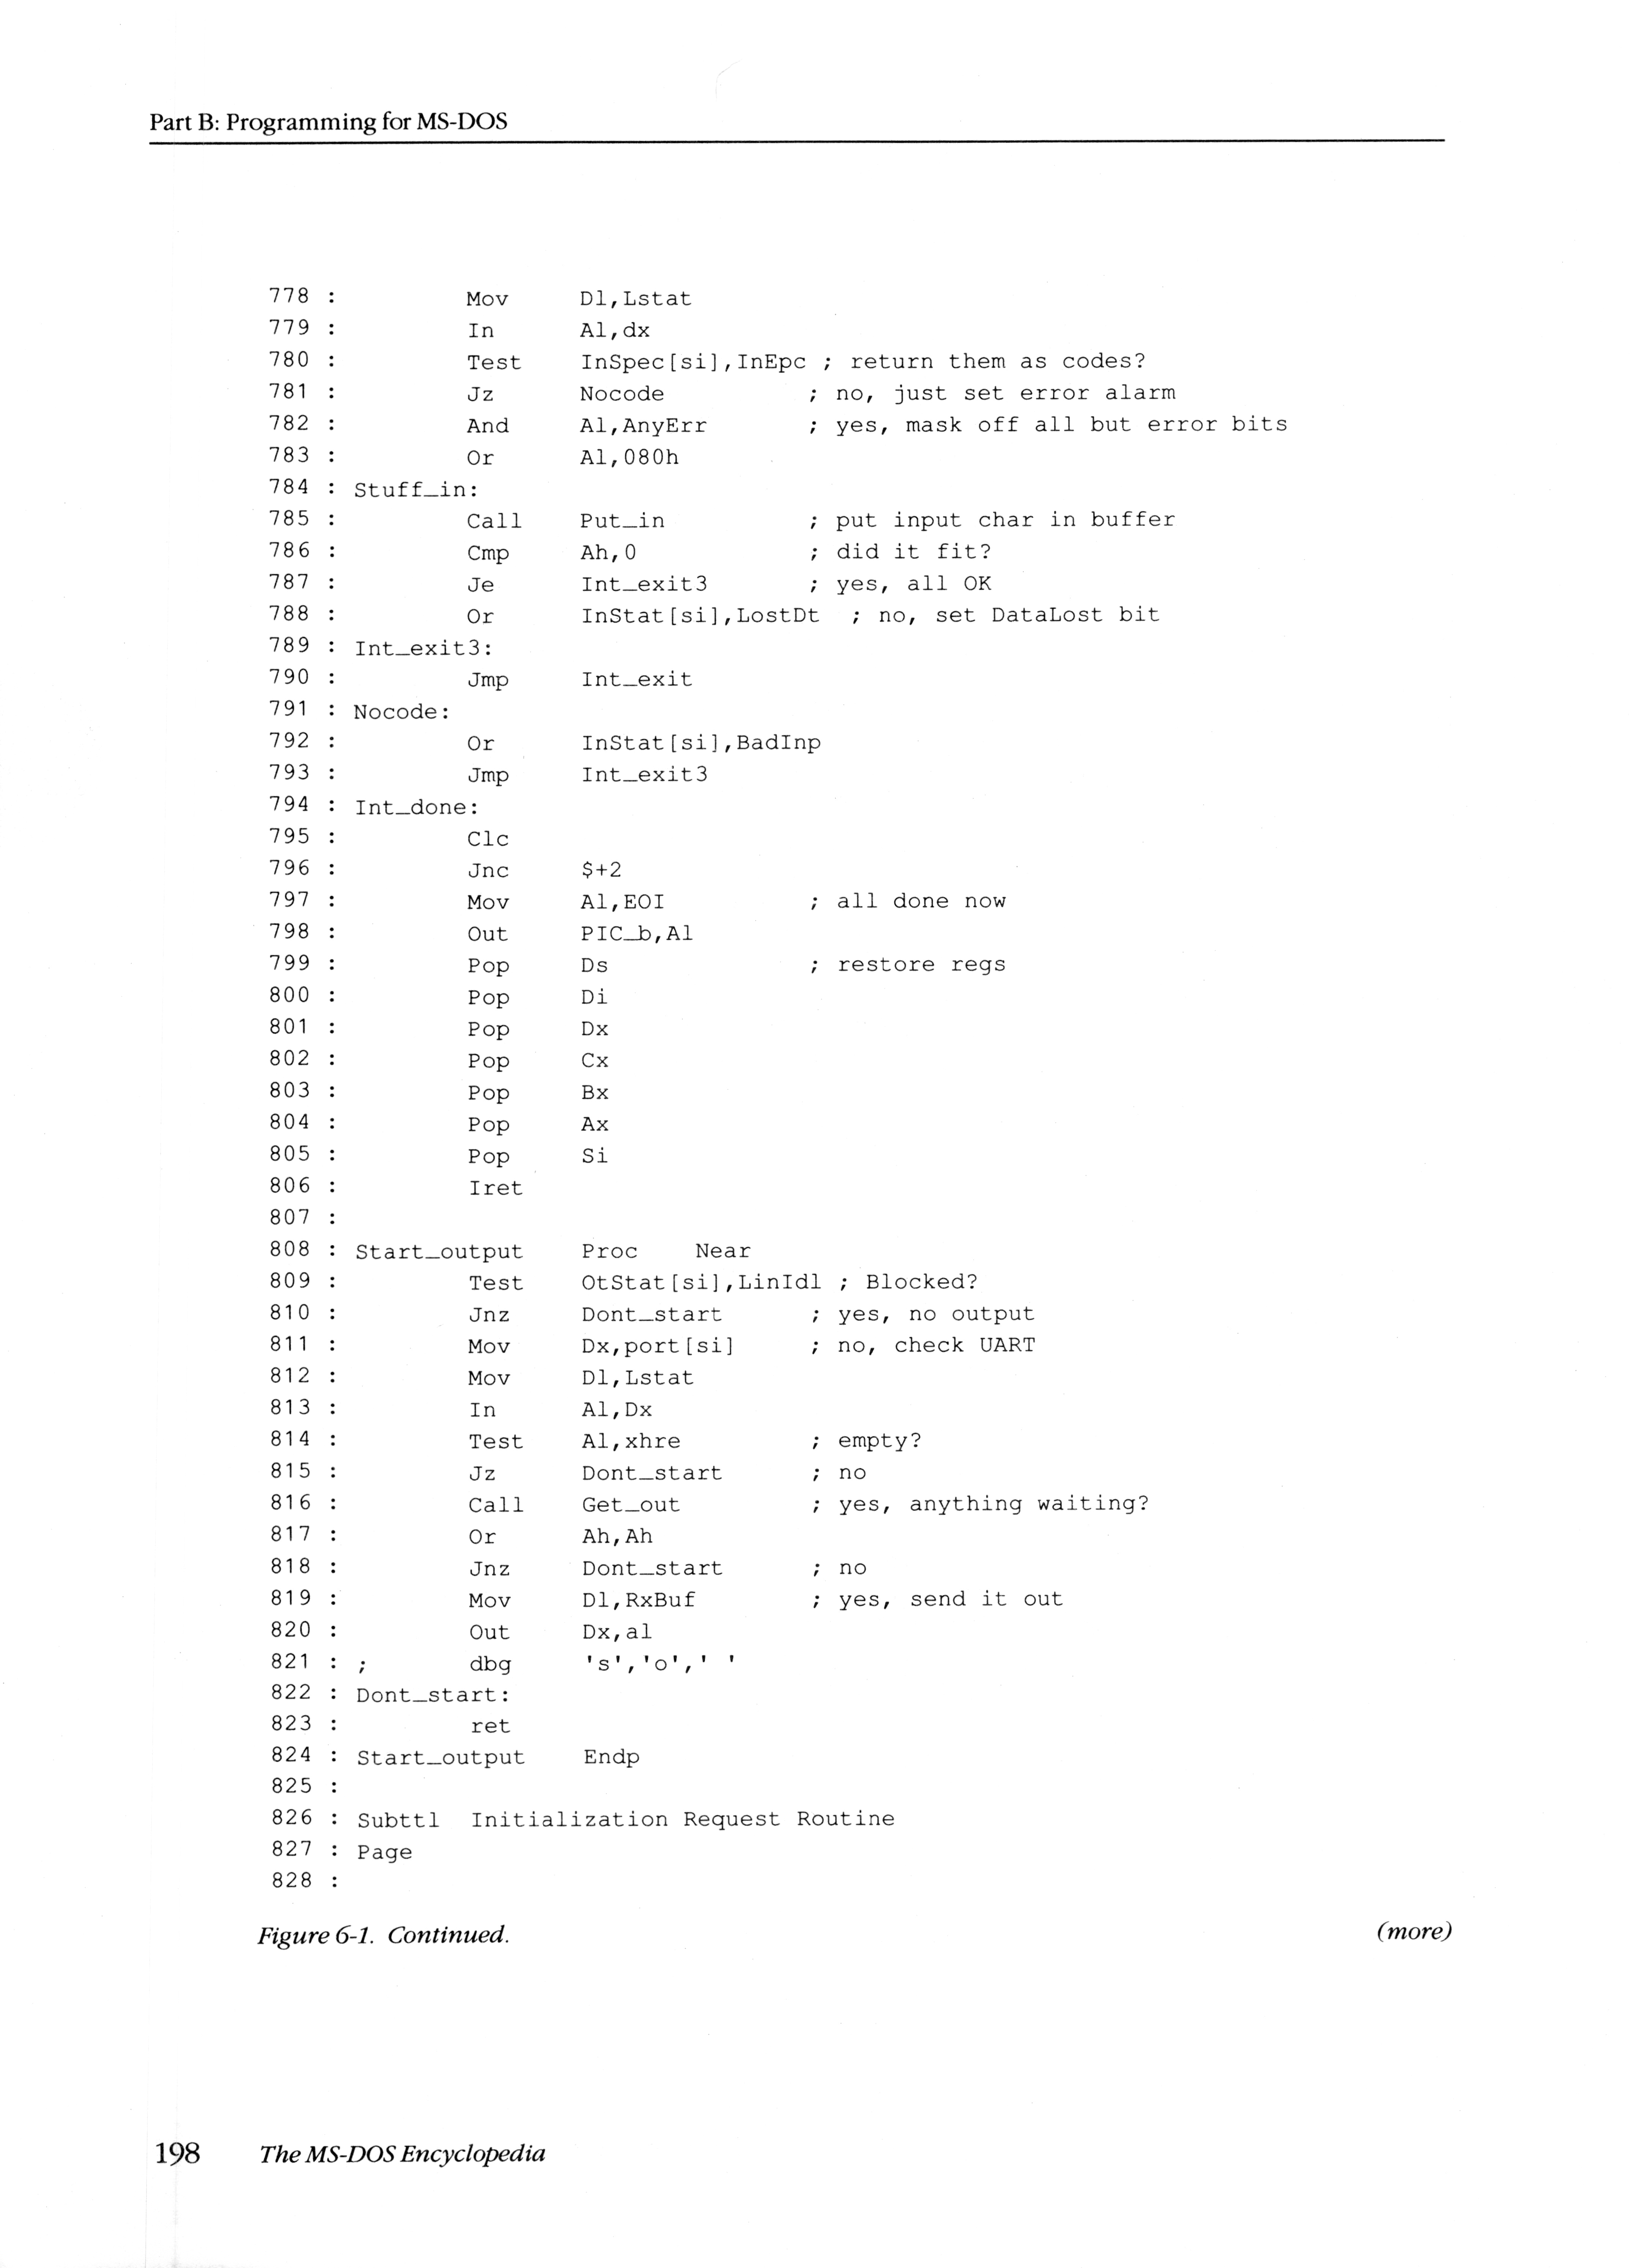 Part B: Programming for MS-DOS
778 :         Mov     Dl,Lstat
779 :         In      Al,dx
780 :         Test    InSpec[si],InEpc ; return them as codes?
781 :         Jz      Nocode          ; no, just set error alarm
782 :         And     Al,AnyErr       ; yes, mask off all but error bits
783 :         Or      Al,080h
784 : Stuff_in:
785 :         Call    Put_in          ; put input char in buffer
786 :         Cmp     Ah,0            ; did it fit?
787 :         Je      Int_exit3       ; yes, all OK
788 :         Or      InStat[si],LostDt  ; no, set DataLost bit
789 : Int_exit3:
790 :         Jmp     Int_exit
791 : Nocode:
792 :         Or      InStat[si],BadInp
793 :         Jmp     Int_exit3
794 : Int_done:
795 :         Clc
796 :         Jnc     $+2
797 :         Mov     Al,EOI          ; all done now
798 :         Out     PIC_b,Al
799 :         Pop     Ds              ; restore regs
800 :         Pop     Di
801 :         Pop     Dx
802 :         Pop     Cx
803 :         Pop     Bx
804 :         Pop     Ax
805 :         Pop     Si
806 :         Iret
807 :
808 : Start_output    Proc    Near
809 :         Test    OtStat[si],LinIdl ; Blocked?
810 :         Jnz     Dont_start      ; yes, no output
811 :         Mov     Dx,port[si]     ; no, check UART
812 :         Mov     Dl,Lstat
813 :         In      Al,Dx
814 :         Test    Al,xhre         ; empty?
815 :         Jz      Dont_start      ; no
816 :         Call    Get_out         ; yes, anything waiting?
817 :         Or      Ah,Ah
818 :         Jnz     Dont_start      ; no
819 :         Mov     Dl,RxBuf        ; yes, send it out
820 :         Out     Dx,al
821 : ;       dbg     's','o',' '
822 : Dont_start:
823 :         ret
824 : Start_output    Endp
825 :
826 : Subttl  Initialization Request Routine
827 : Page
828 :
Figure 6-1. Continued. (more)
198 The MS-DOS Encyclopedia